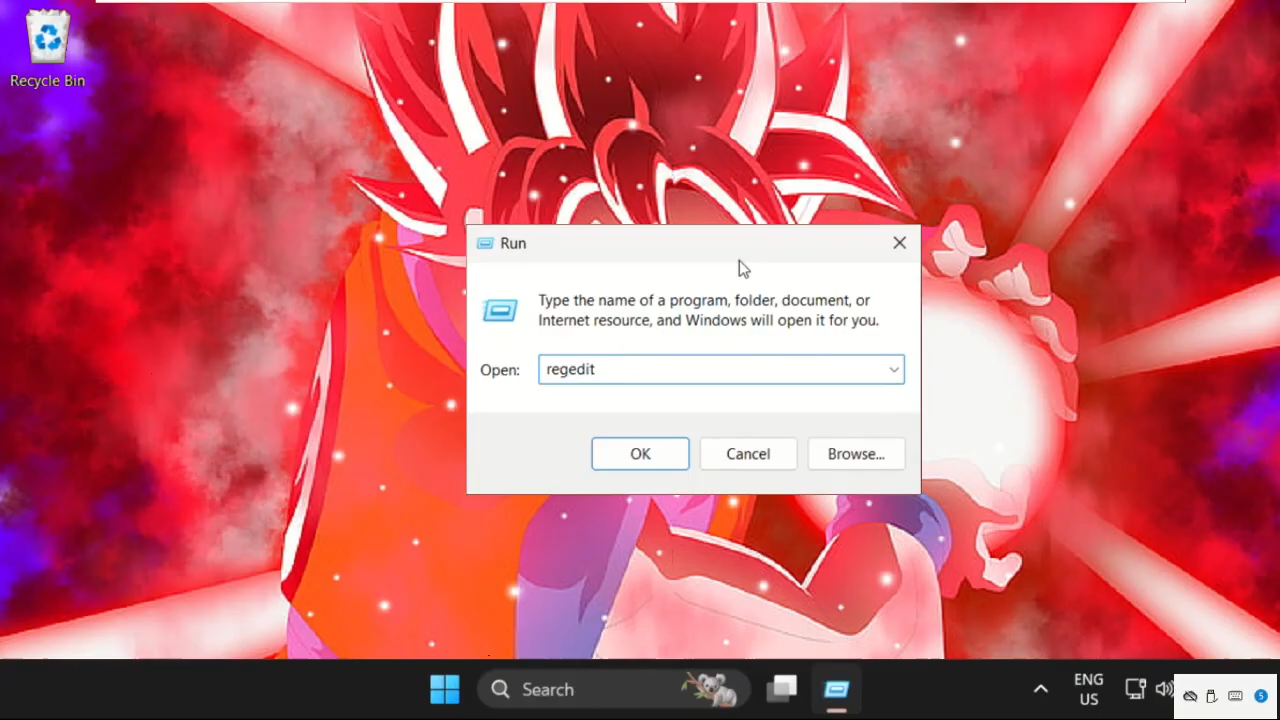 Recycle Bin
Run
Type the name of a program, folder, document, or
Internet resource, and Windows will open it for you.
Open: regedit
OK Cancel Browse...
Search
ENG
US
5